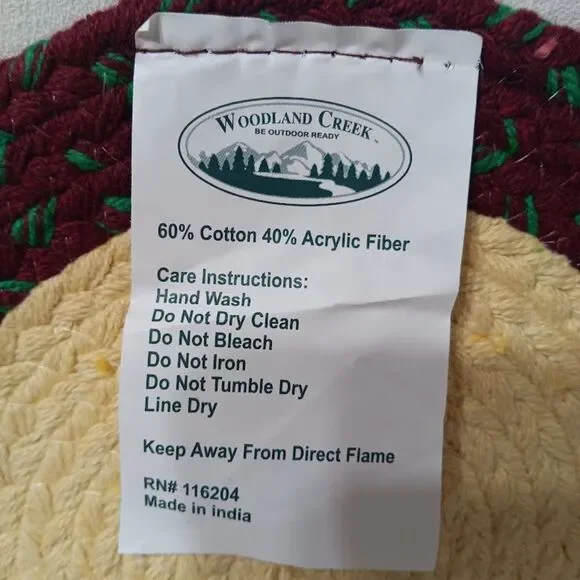 WOODLAND CREEK™
BE OUTDOOR READY
60% Cotton 40% Acrylic Fiber
Care Instructions:
Hand Wash
Do Not Dry Clean
Do Not Bleach
Do Not Iron
Do Not Tumble Dry
Line Dry
Keep Away From Direct Flame
RN# 116204
Made in india